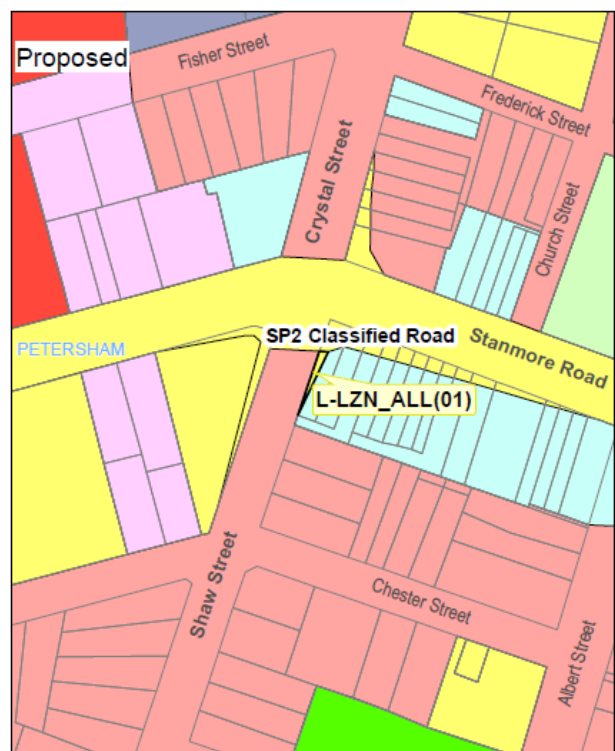 Proposed
Fisher Street
Frederick Street
Crystal Street
Church Street
SP2 Classified Road
Stanmore Road
PETERSHAM
L-LZN_ALL(01)
Shaw Street
Chester Street
Albert Street